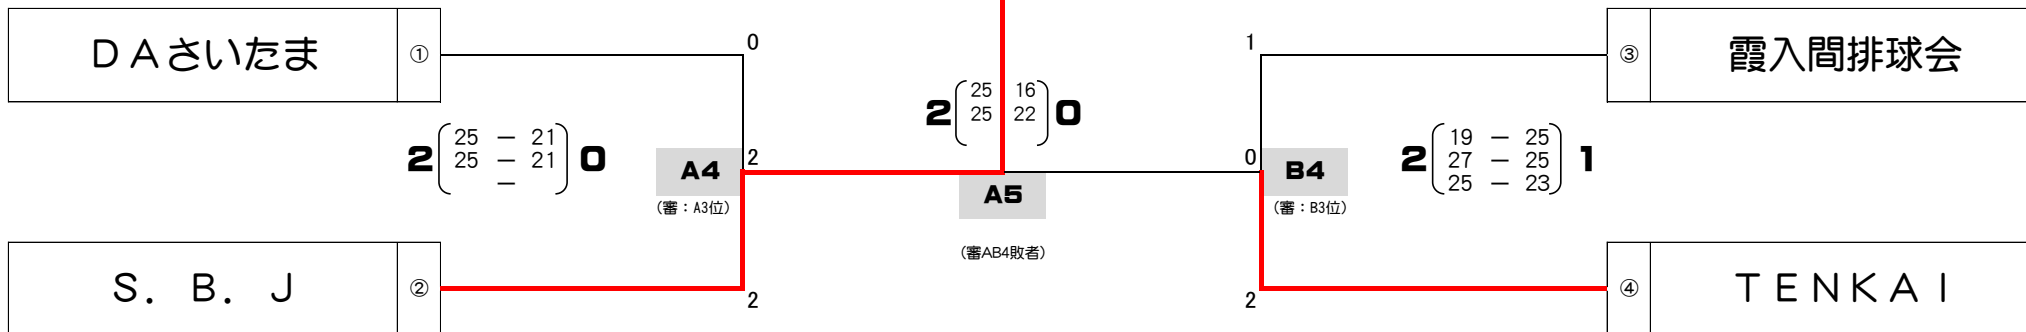 DAさいたま ①
0
1
③ 霞入間排球会
2 25 16 0
25 22
2 25 － 21 0
25 － 21
－
A4
2
A5
0
B4
2 19 － 25 1
27 － 25
25 － 23
(審：A3位)
(審：B3位)
(審AB4敗者)
S．B．J ②
2
2
④ TENKAI